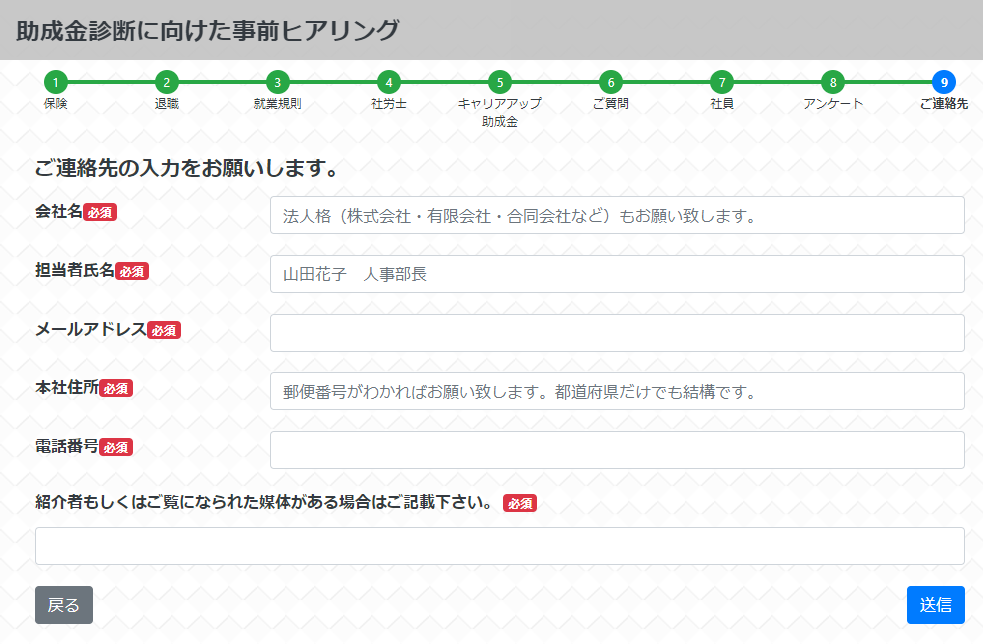 助成金診断に向けた事前ヒアリング
1 2 3 4 5 6 7 8 9
保険 退職 就業規則 社労士 キャリアアップ ご質問 社員 アンケート ご連絡先
助成金
ご連絡先の入力をお願いします。
会社名 必須 法人格（株式会社・有限会社・合同会社など）もお願い致します。
担当者氏名 必須 山田花子　人事部長
メールアドレス 必須
本社住所 必須 郵便番号がわかればお願い致します。都道府県だけでも結構です。
電話番号 必須
紹介者もしくはご覧になられた媒体がある場合はご記載下さい。 必須
戻る 送信